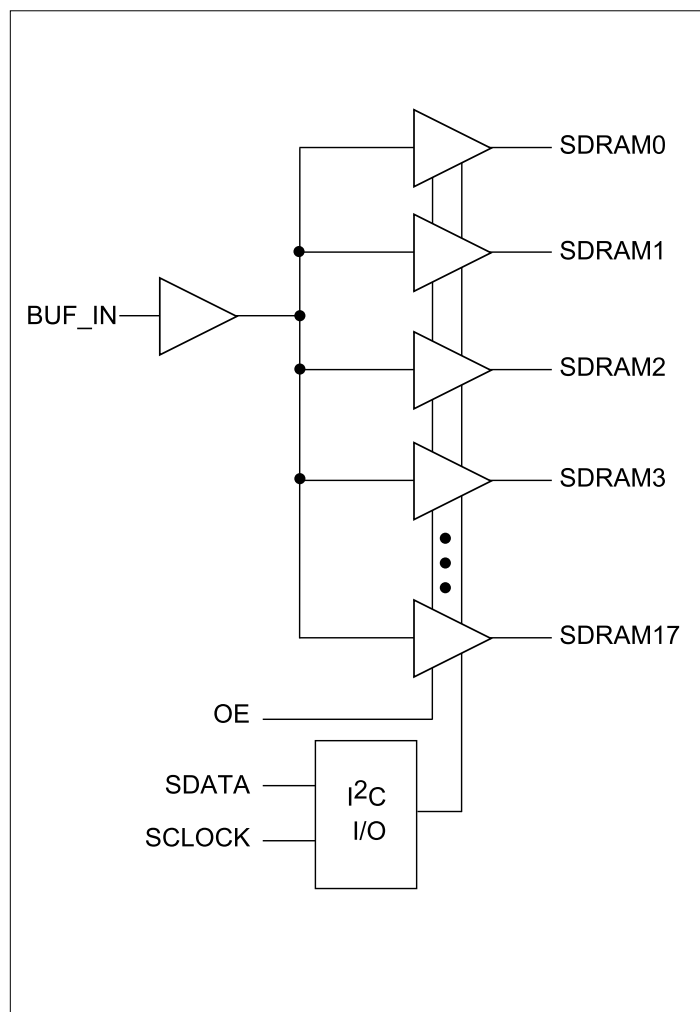 SDRAM0
SDRAM1
BUF_IN
SDRAM2
SDRAM3
SDRAM17
OE
SDATA
SCLOCK
I²C
I/O